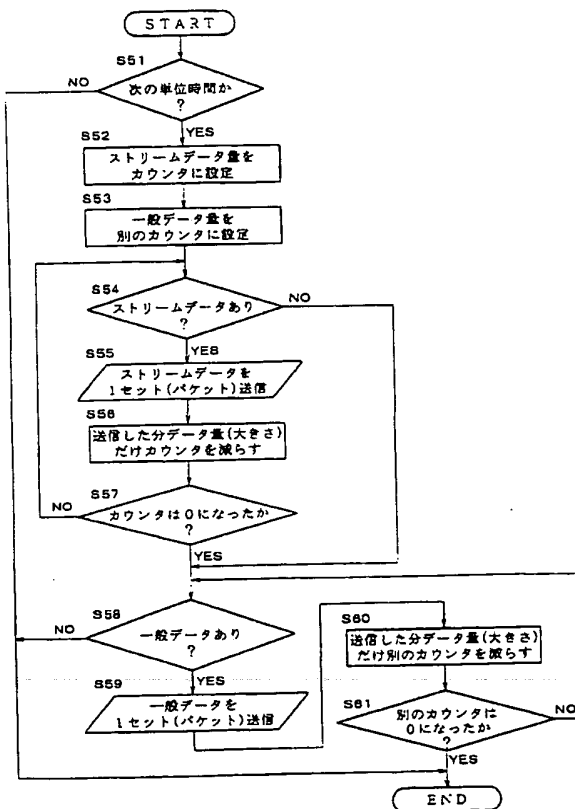 START
S51
NO
次の単位時間か
?
YES
S52
ストリームデータ量を
カウンタに設定
S53
一般データ量を
別のカウンタに設定
S54
NO
ストリームデータあり
?
YES
S55
ストリームデータを
1セット(パケット)送信
S56
送信した分データ量(大きさ)
だけカウンタを減らす
S57
NO
カウンタは0になったか
?
YES
S58
NO
一般データあり
?
YES
S59
一般データを
1セット(パケット)送信
S60
送信した分データ量(大きさ)
だけ別のカウンタを減らす
S61
NO
別のカウンタは
0になったか
?
YES
END